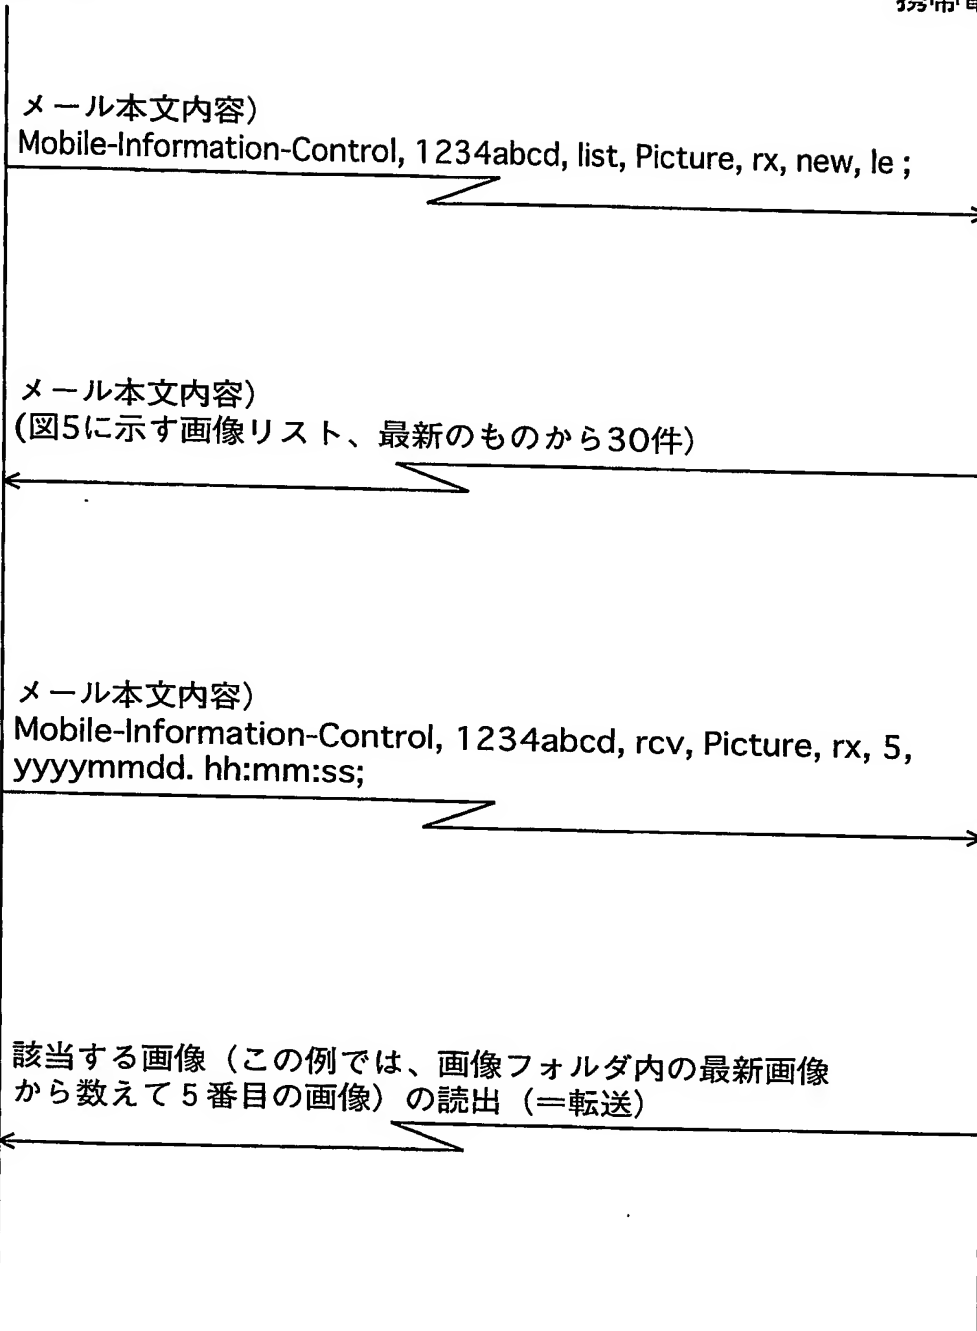 携帯電
メール本文内容)
Mobile-Information-Control, 1234abcd, list, Picture, rx, new, le ;
メール本文内容)
(図5に示す画像リスト、最新のものから30件)
メール本文内容)
Mobile-Information-Control, 1234abcd, rcv, Picture, rx, 5,
yyyymmdd. hh:mm:ss;
該当する画像（この例では、画像フォルダ内の最新画像
から数えて5番目の画像）の読出（＝転送）